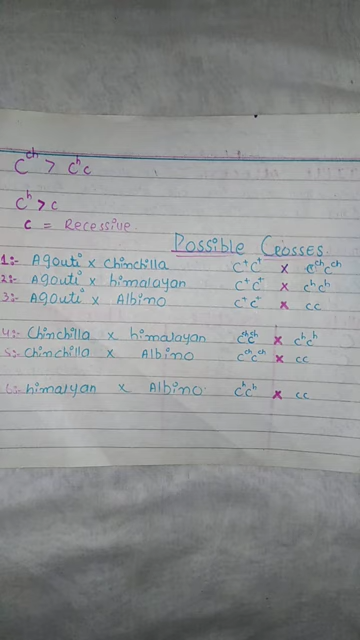 C^ch > C^h c
C^h > c
c = Recessive
Possible Crosses
1:- Agouti x Chinchilla C^+C^+ x C^chC^ch
2:- Agouti x himalayan C^+C^+ x C^hC^h
3:- Agouti x Albino C^+C^+ x cc
4:- Chinchilla x himalayan C^chC^ch x C^hC^h
5:- Chinchilla x Albino C^chC^ch x cc
6:- himalyan x Albino C^hC^h x cc